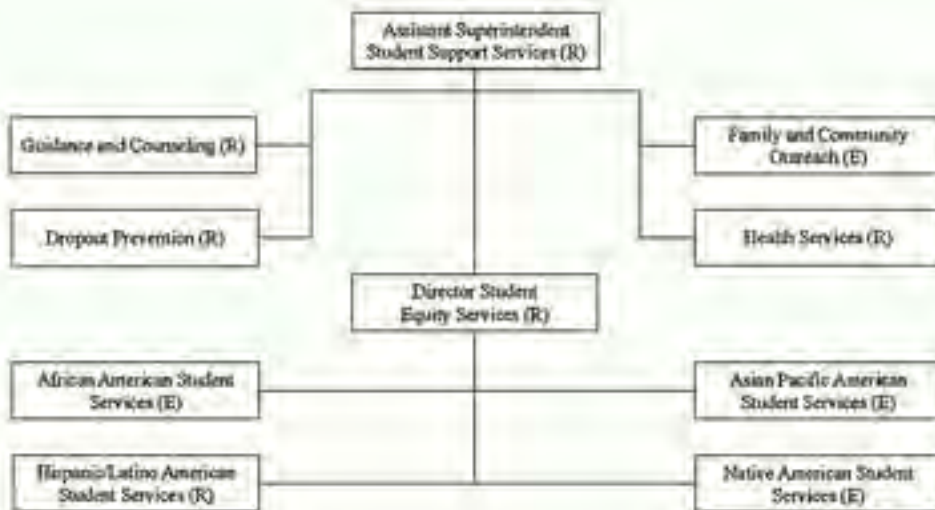 Assistant Superintendent
Student Support Services (R)
Guidance and Counseling (R)
Family and Community
Outreach (E)
Dropout Prevention (R)
Health Services (R)
Director Student
Equity Services (R)
African American Student
Services (E)
Asian Pacific American
Student Services (E)
Hispanic/Latino American
Student Services (R)
Native American Student
Services (E)